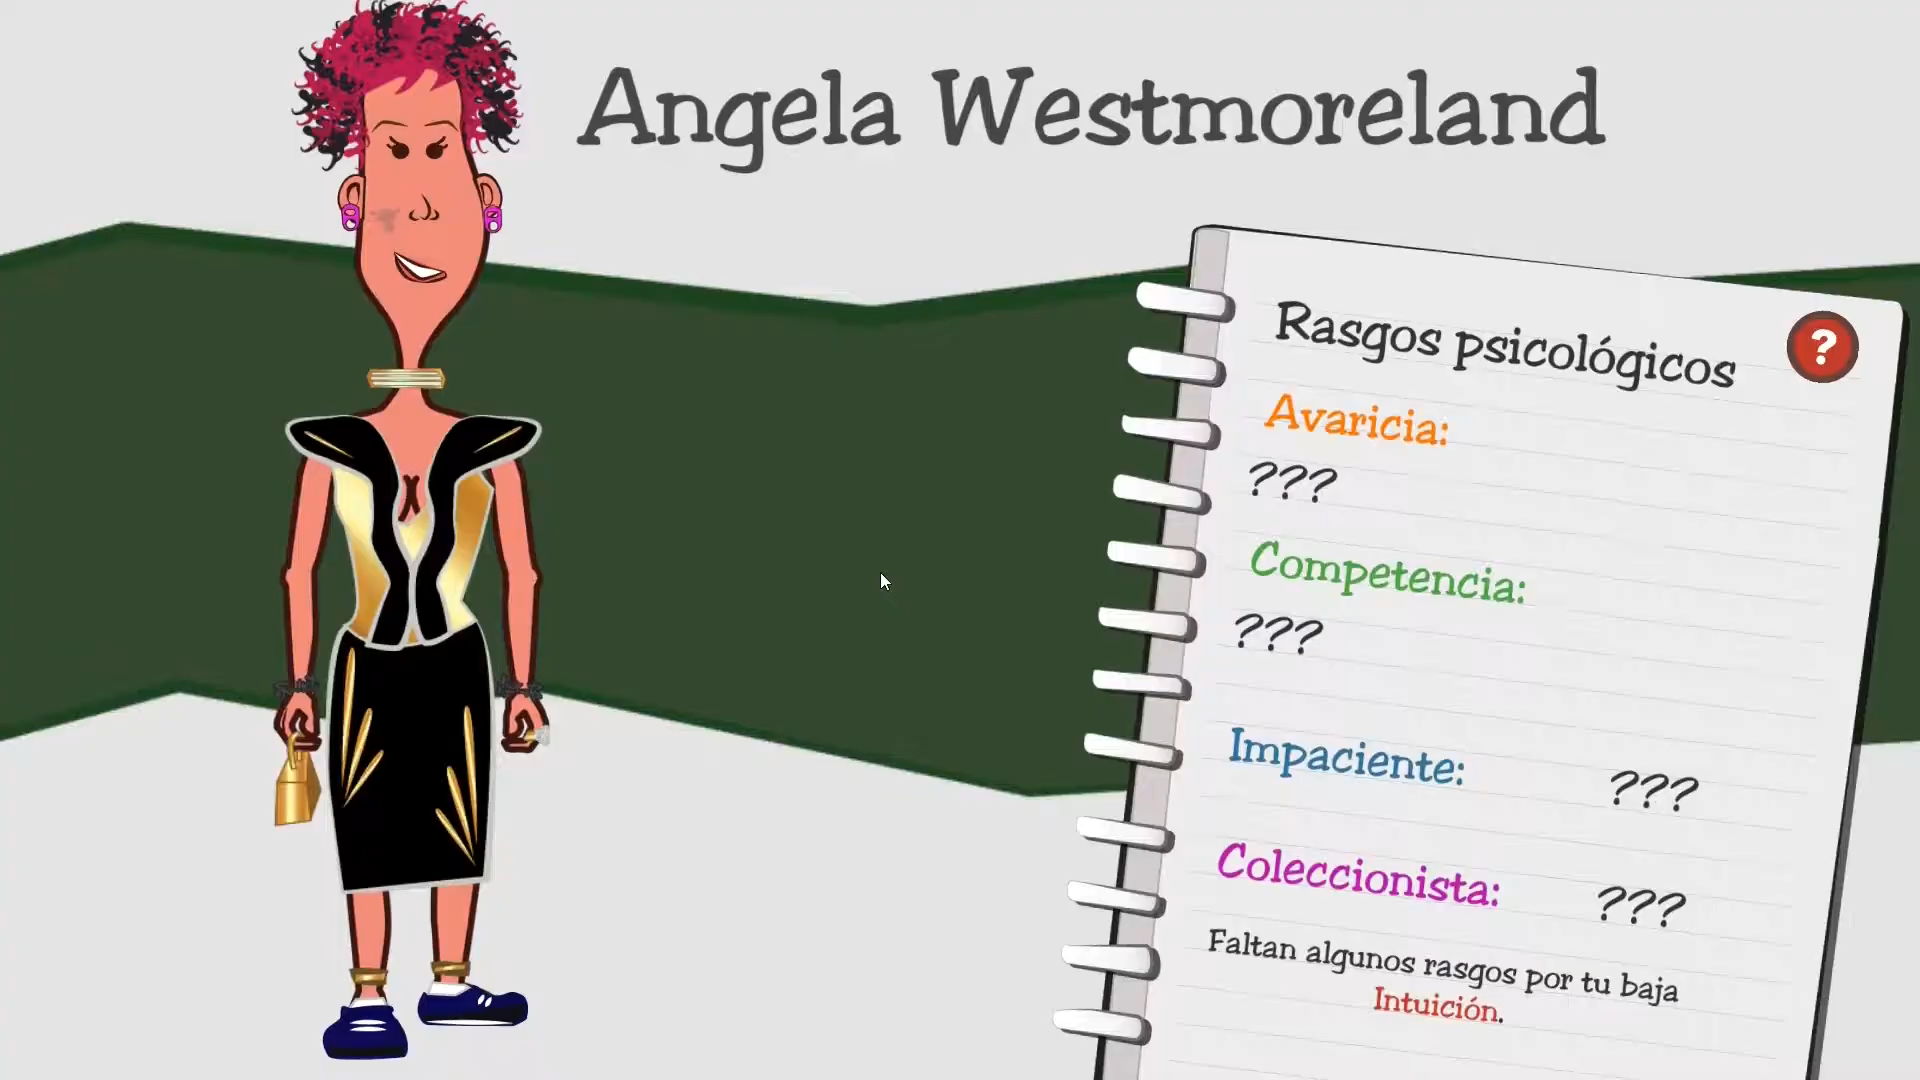 Angela Westmoreland
Rasgos psicológicos
?
Avaricia:
???
Competencia:
???
Impaciente: ???
Coleccionista: ???
Faltan algunos rasgos por tu baja
Intuición.